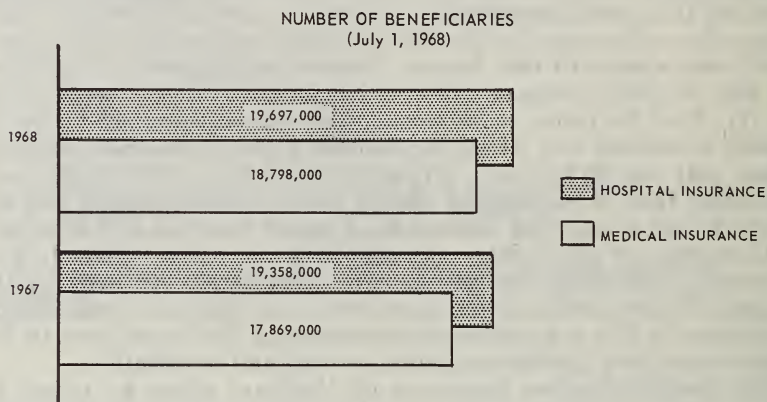 NUMBER OF BENEFICIARIES
(July 1, 1968)
19,697,000
1968
18,798,000
HOSPITAL INSURANCE
MEDICAL INSURANCE
19,358,000
1967
17,869,000